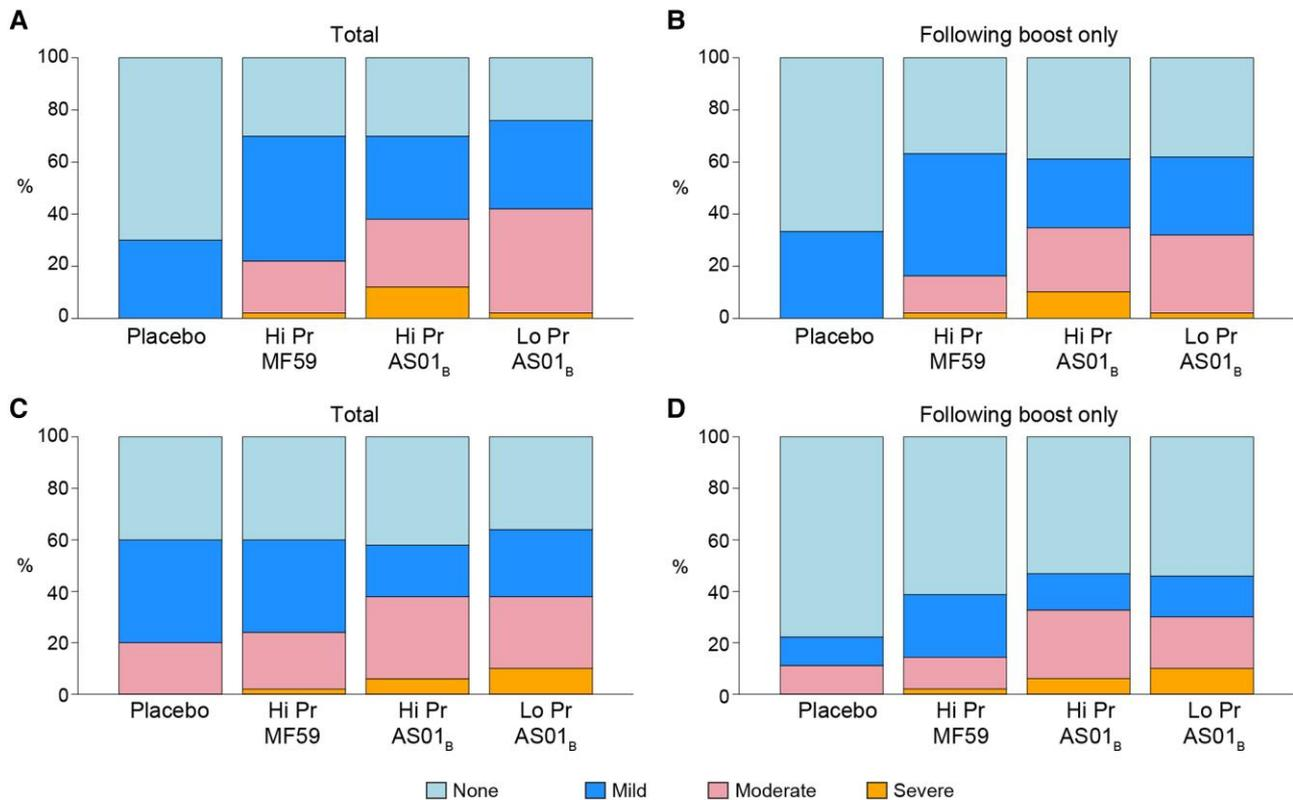 A
Total
100
80
60
40
20
0
%
Placebo
Hi Pr
MF59
Hi Pr
AS01B
Lo Pr
AS01B
B
Following boost only
100
80
60
40
20
0
%
Placebo
Hi Pr
MF59
Hi Pr
AS01B
Lo Pr
AS01B
C
Total
100
80
60
40
20
0
%
Placebo
Hi Pr
MF59
Hi Pr
AS01B
Lo Pr
AS01B
D
Following boost only
100
80
60
40
20
0
%
Placebo
Hi Pr
MF59
Hi Pr
AS01B
Lo Pr
AS01B
None Mild Moderate Severe